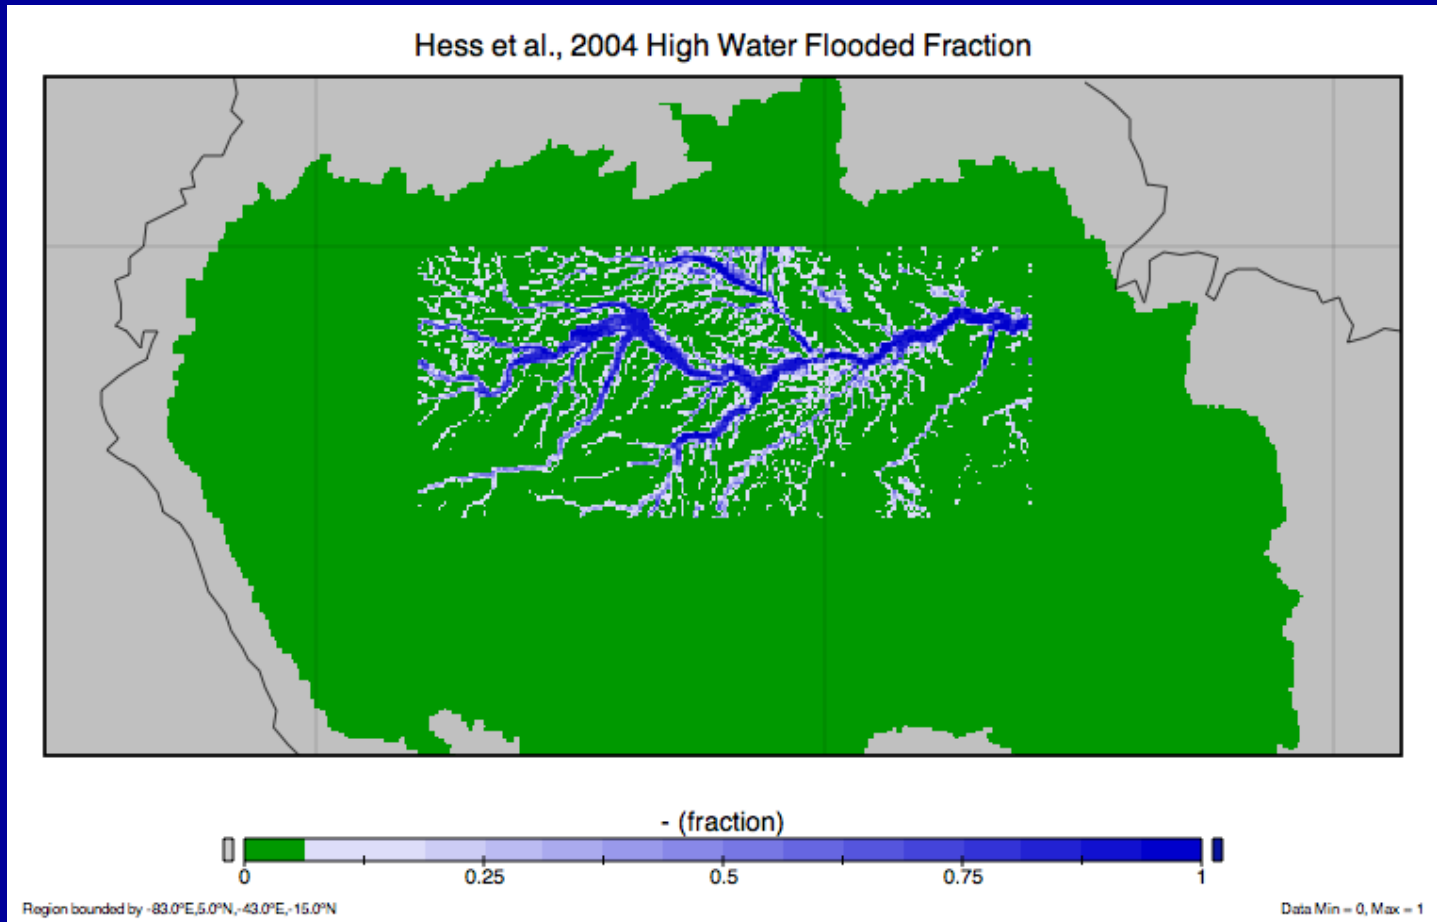 Hess et al., 2004 High Water Flooded Fraction
- (fraction)
0 0.25 0.5 0.75 1
Region bounded by -83.0°E,5.0°N,-43.0°E,-15.0°N
Data Min = 0, Max = 1